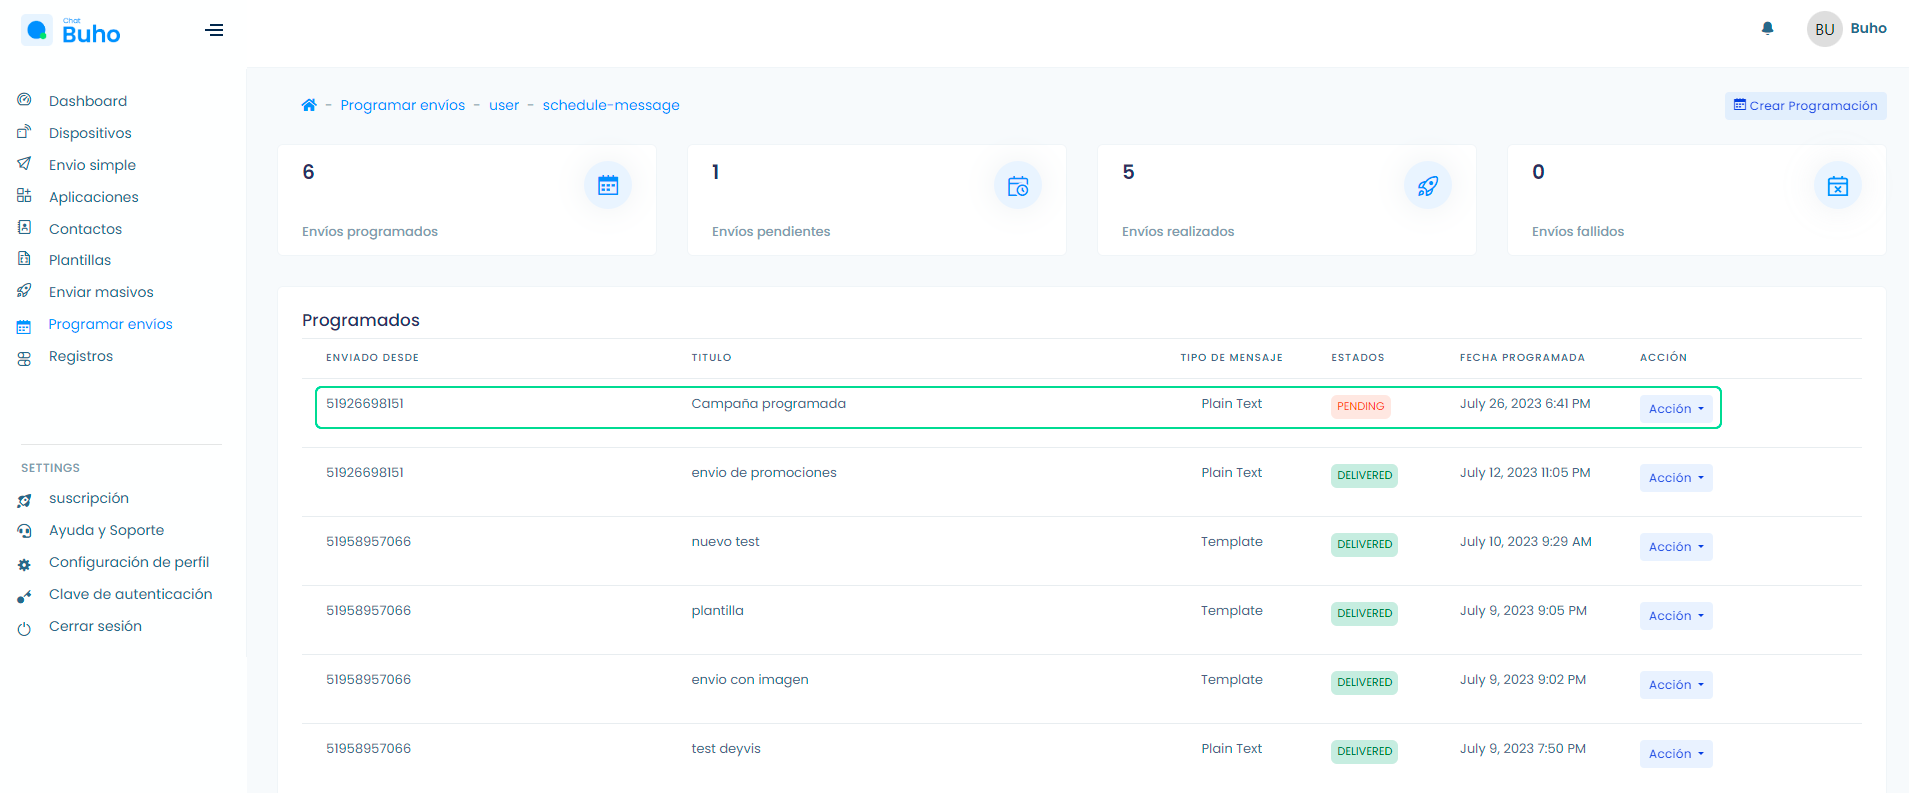 Chat
Buho
BU Buho
Dashboard
Dispositivos
Envio simple
Aplicaciones
Contactos
Plantillas
Enviar masivos
Programar envíos
Registros
SETTINGS
suscripción
Ayuda y Soporte
Configuración de perfil
Clave de autenticación
Cerrar sesión
- Programar envíos - user - schedule-message
Crear Programación
6
Envíos programados
1
Envíos pendientes
5
Envíos realizados
0
Envíos fallidos
Programados
ENVIADO DESDE TITULO TIPO DE MENSAJE ESTADOS FECHA PROGRAMADA ACCIÓN
51926698151 Campaña programada Plain Text PENDING July 26, 2023 6:41 PM Acción
51926698151 envio de promociones Plain Text DELIVERED July 12, 2023 11:05 PM Acción
51958957066 nuevo test Template DELIVERED July 10, 2023 9:29 AM Acción
51958957066 plantilla Template DELIVERED July 9, 2023 9:05 PM Acción
51958957066 envio con imagen Template DELIVERED July 9, 2023 9:02 PM Acción
51958957066 test deyvis Plain Text DELIVERED July 9, 2023 7:50 PM Acción